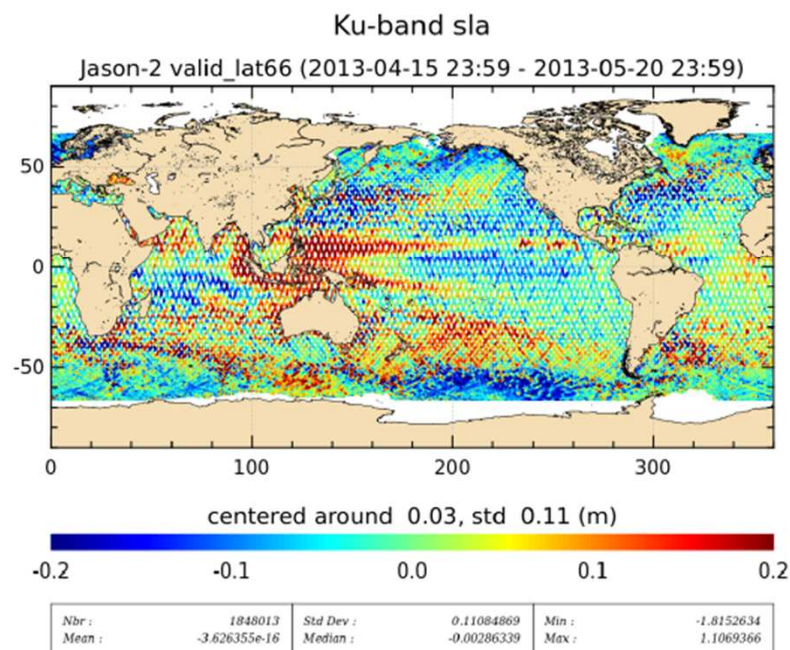 Ku-band sla
Jason-2 valid_lat66 (2013-04-15 23:59 - 2013-05-20 23:59)
50
0
-50
0 100 200 300
centered around 0.03, std 0.11 (m)
-0.2 -0.1 0.0 0.1 0.2
Nbr : 1848013 Std Dev : 0.11084869 Min : -1.8152634
Mean : -3.626355e-16 Median : -0.00286339 Max : 1.1069366